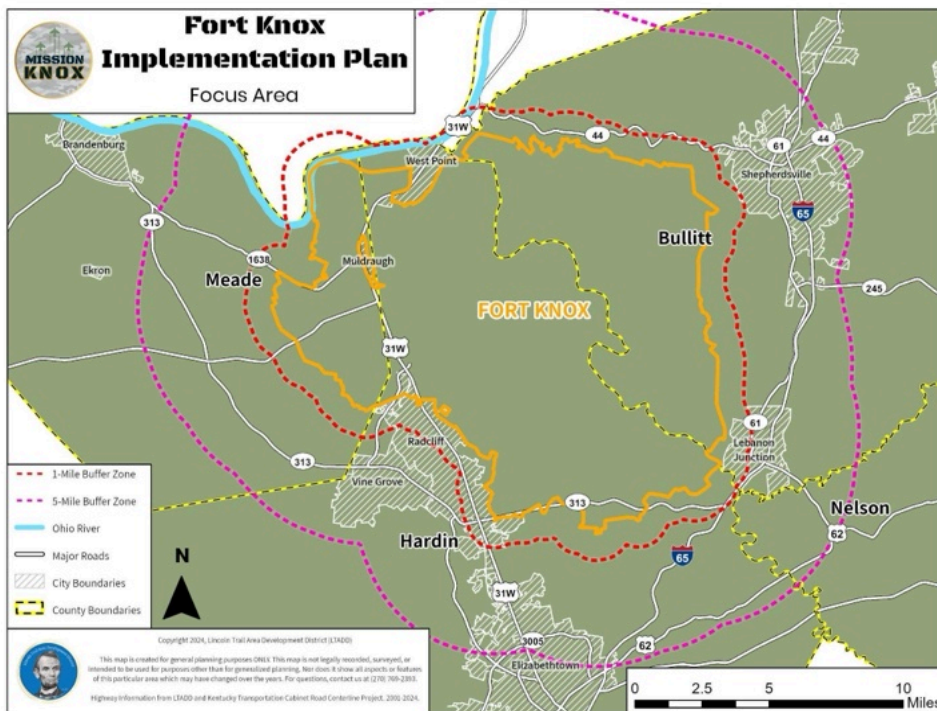 MISSION
KNOX
Fort Knox
Implementation Plan
Focus Area
Brandenburg
31W
44
West Point
61
44
Shepherdsville
65
313
1638
Ekron
Meade
Muldraugh
Bullitt
245
FORT KNOX
31W
61
Lebanon
Junction
Radcliff
313
Vine Grove
313
Nelson
Hardin
62
65
31W
3005
62
Elizabethtown
1-Mile Buffer Zone
5-Mile Buffer Zone
Ohio River
Major Roads
City Boundaries
County Boundaries
N
Copyright 2024, Lincoln Trail Area Development District (LTADD)
This map is created for general planning purposes ONLY. This map is not legally recorded, surveyed, or
intended to be used for purposes other than for generalized planning. Nor does it show all aspects or features
of this particular area which may have changed over the years. For questions, contact us at (270) 769-2393.
Highway Information from LTADD and Kentucky Transportation Cabinet Road Centerline Project, 2001-2024.
0 2.5 5 10
Miles